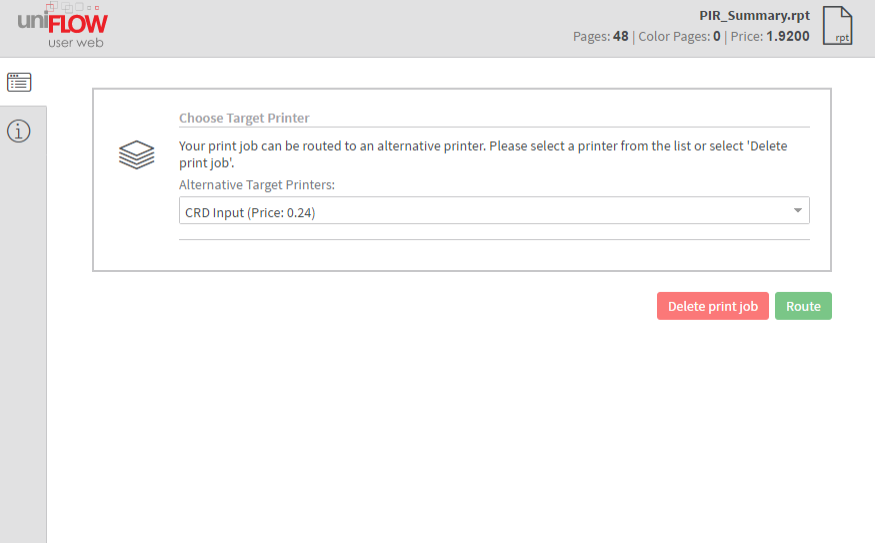 uniFLOW
user web
PIR_Summary.rpt
Pages: 48 | Color Pages: 0 | Price: 1.9200
rpt
Choose Target Printer
Your print job can be routed to an alternative printer. Please select a printer from the list or select 'Delete
print job'.
Alternative Target Printers:
CRD Input (Price: 0.24)
Delete print job
Route